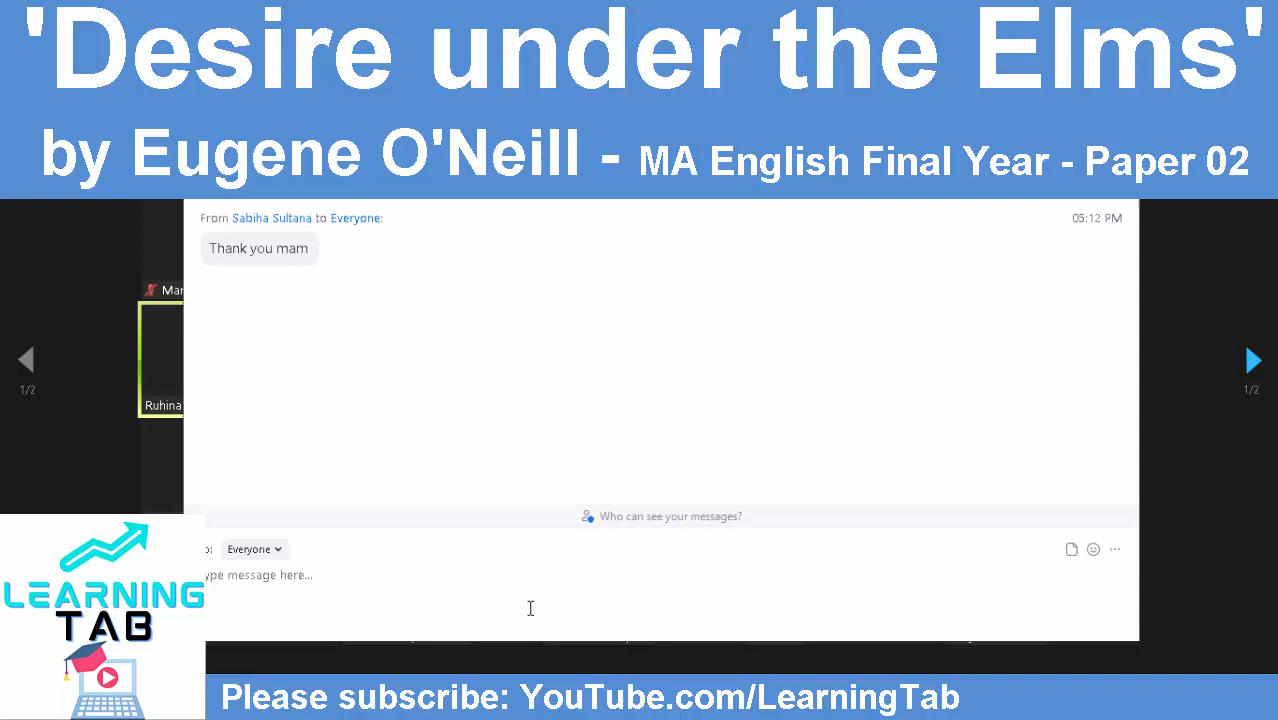 'Desire under the Elms'
by Eugene O'Neill - MA English Final Year - Paper 02
From Sabiha Sultana to Everyone:
05:12 PM
Thank you mam
Mar
1/2
1/2
Ruhina
Who can see your messages?
o:
Everyone
ype message here...
LEARNING
TAB
Please subscribe: YouTube.com/LearningTab